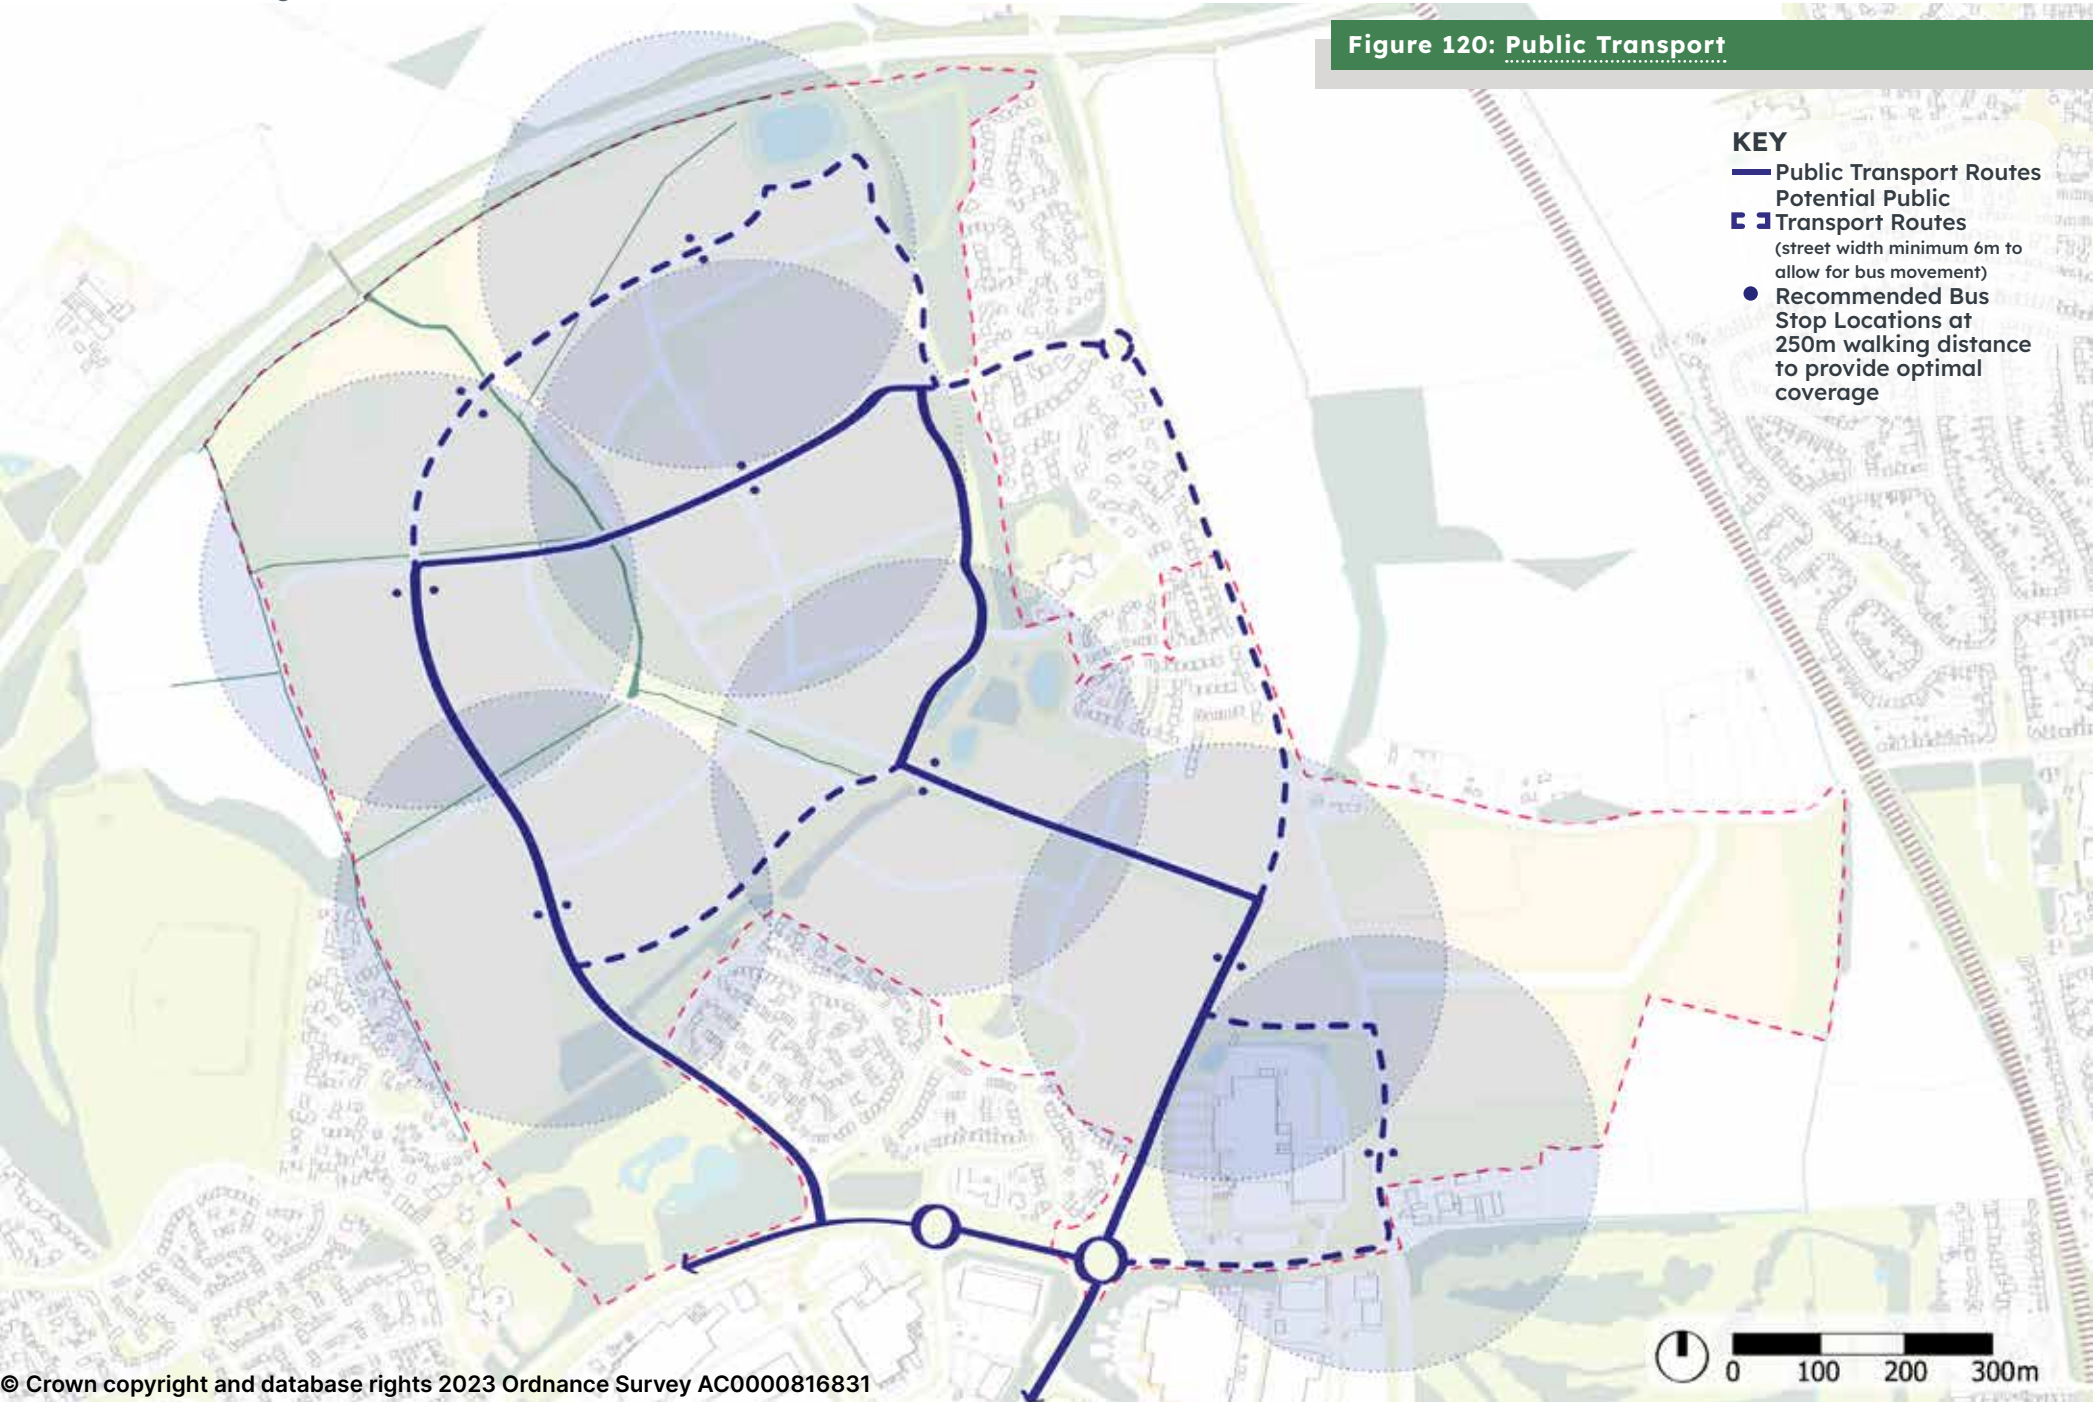 Figure 120: Public Transport
KEY
Public Transport Routes
Potential Public
Transport Routes
(street width minimum 6m to
allow for bus movement)
Recommended Bus
Stop Locations at
250m walking distance
to provide optimal
coverage
0 100 200 300m
© Crown copyright and database rights 2023 Ordnance Survey AC0000816831